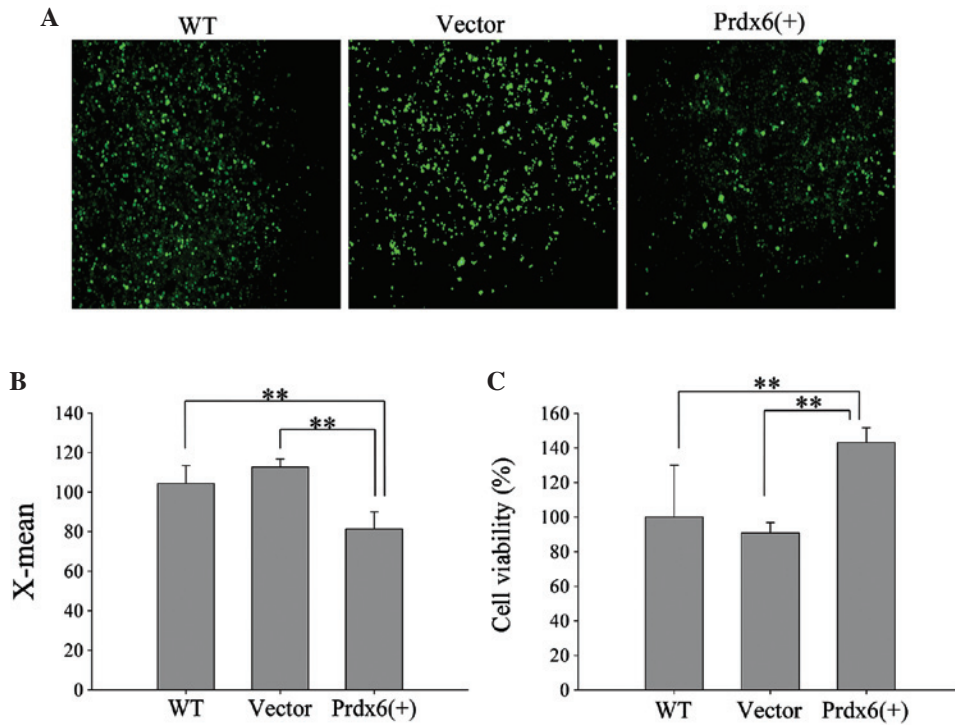 A
WT
Vector
Prdx6(+)
B
X-mean
140
120
100
80
60
40
20
0
**
**
WT
Vector
Prdx6(+)
C
Cell viability (%)
160
140
120
100
80
60
40
20
0
**
**
WT
Vector
Prdx6(+)